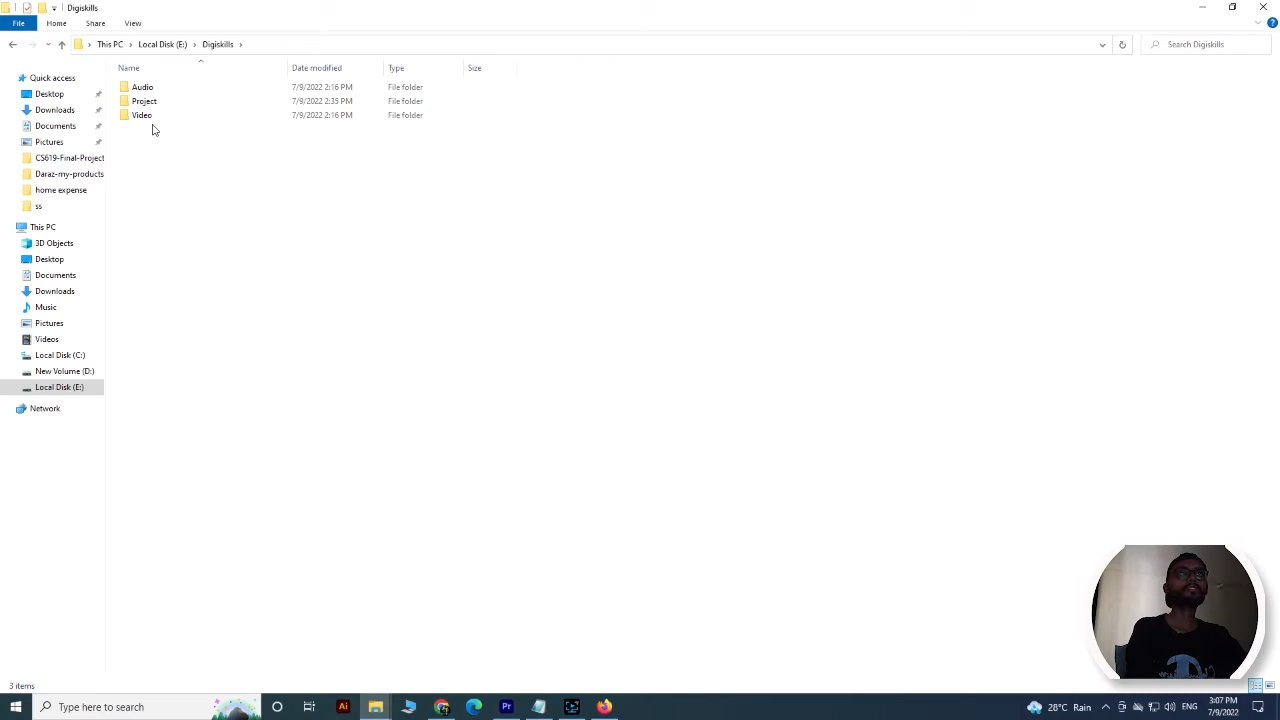 Digiskills
File Home Share View
This PC Local Disk (E:) Digiskills
Search Digiskills
Name Date modified Type Size
Audio 7/9/2022 2:16 PM File folder
Project 7/9/2022 2:35 PM File folder
Video 7/9/2022 2:16 PM File folder
Quick access
Desktop
Downloads
Documents
Pictures
CS619-Final-Project
Daraz-my-products
home expense
ss
This PC
3D Objects
Desktop
Documents
Downloads
Music
Pictures
Videos
Local Disk (C:)
New Volume (D:)
Local Disk (E:)
Network
3 items
Type here to search
Ai
Pr
28°C Rain
ENG
3:07 PM
7/9/2022